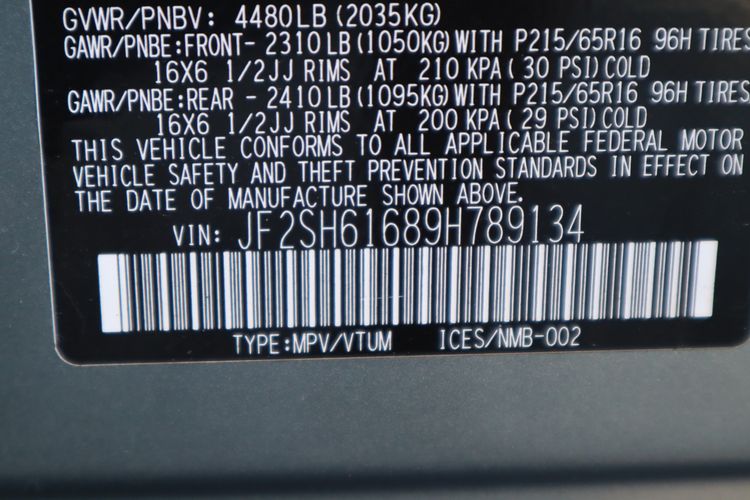 GVWR/PNBV: 4480LB(2035KG)
GAWR/PNBE:FRONT- 2310LB(1050KG)WITH P215/65R16 96H TIRES
16X6 1/2JJ RIMS AT 210 KPA( 30 PSI)COLD
GAWR/PNBE:REAR - 2410LB(1095KG)WITH P215/65R16 96H TIRES
16X6 1/2JJ RIMS AT 200 KPA( 29 PSI)COLD
THIS VEHICLE CONFORMS TO ALL APPLICABLE FEDERAL MOTOR
VEHICLE SAFETY AND THEFT PREVENTION STANDARDS IN EFFECT ON
THE DATE OF MANUFACTURE SHOWN ABOVE.
VIN: JF2SH61689H789134
TYPE:MPV/VTUM ICES/NMB-002